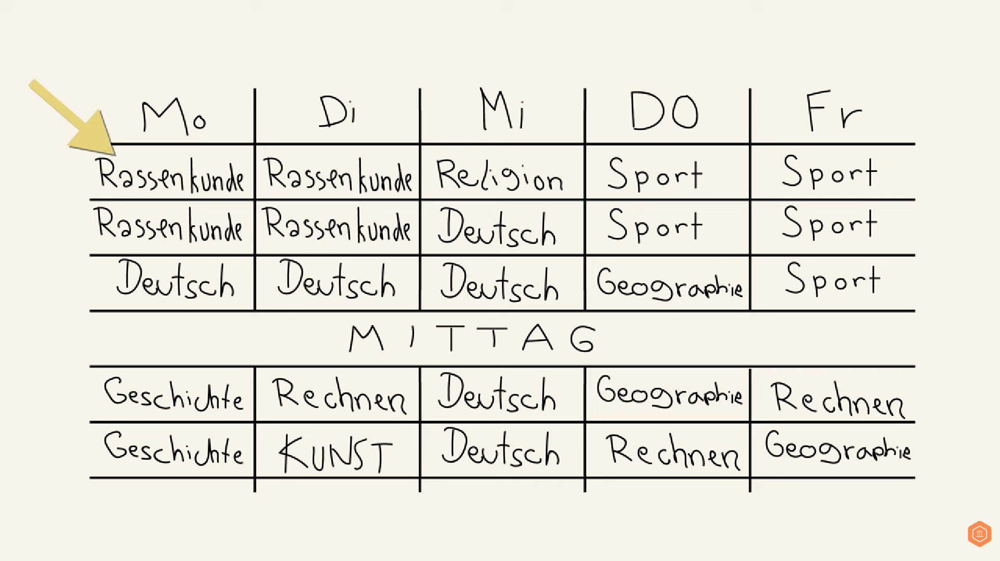 Mo Di Mi DO Fr
Rassenkunde Rassenkunde Religion Sport Sport
Rassenkunde Rassenkunde Deutsch Sport Sport
Deutsch Deutsch Deutsch Geographie Sport
MITTAG
Geschichte Rechnen Deutsch Geographie Rechnen
Geschichte KUNST Deutsch Rechnen Geographie